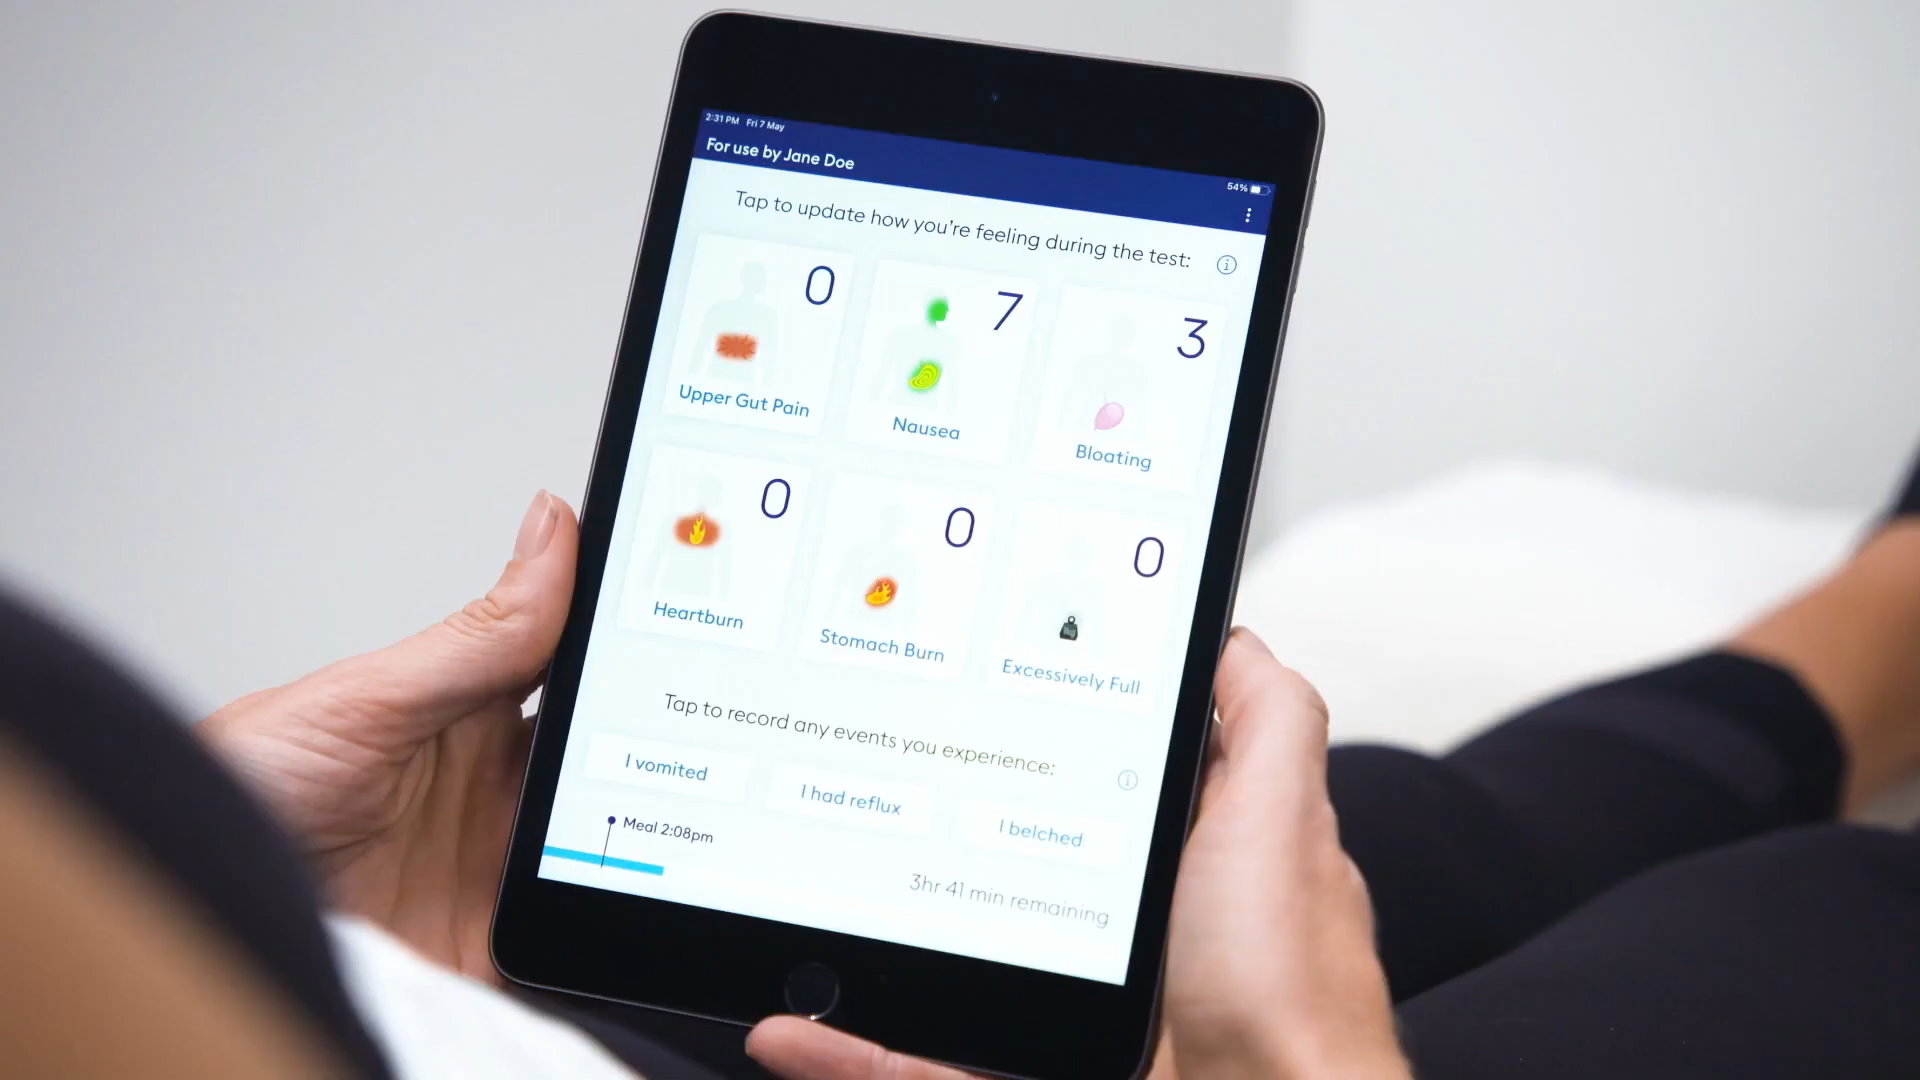 2:31 PM Fri 7 May
54%
For use by Jane Doe
Tap to update how you're feeling during the test:
0
Upper Gut Pain
7
Nausea
3
Bloating
0
Heartburn
0
Stomach Burn
0
Excessively Full
Tap to record any events you experience:
I vomited
I had reflux
I belched
Meal 2:08pm
3hr 41 min remaining